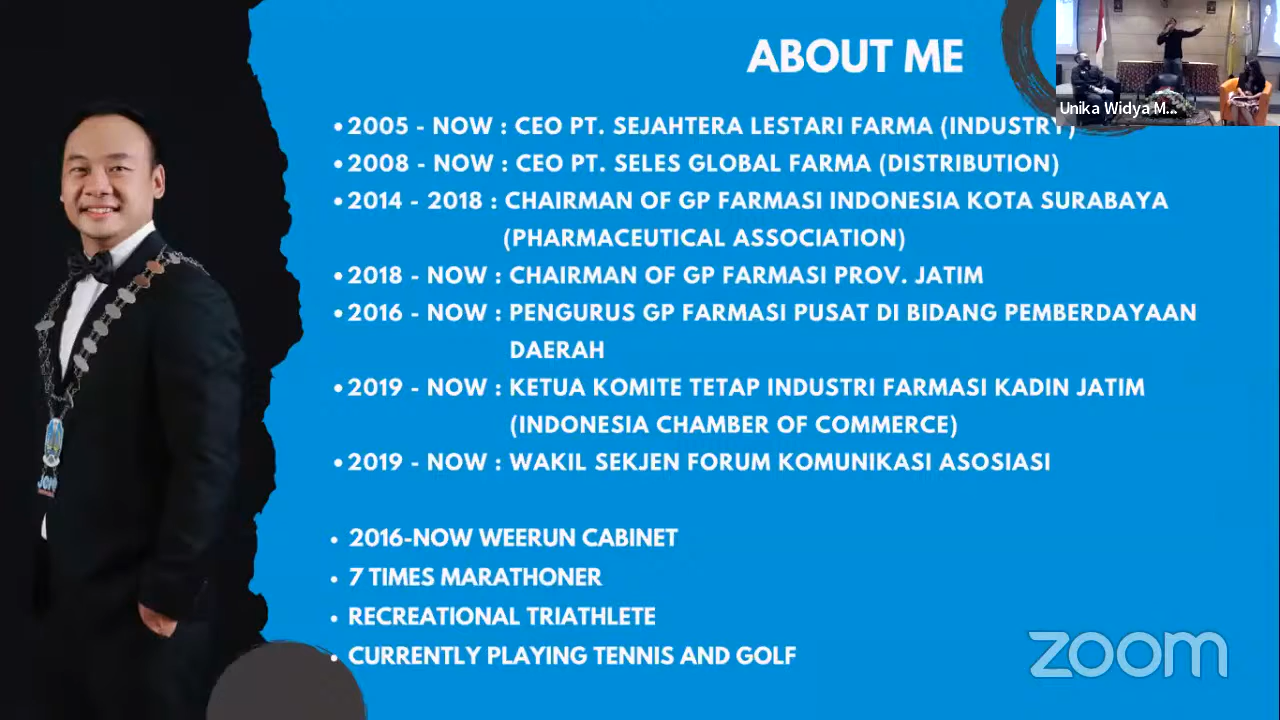 ABOUT ME
Unika Widya M...
• 2005 - NOW : CEO PT. SEJAHTERA LESTARI FARMA (INDUSTRY)
• 2008 - NOW : CEO PT. SELES GLOBAL FARMA (DISTRIBUTION)
• 2014 - 2018 : CHAIRMAN OF GP FARMASI INDONESIA KOTA SURABAYA
(PHARMACEUTICAL ASSOCIATION)
• 2018 - NOW : CHAIRMAN OF GP FARMASI PROV. JATIM
• 2016 - NOW : PENGURUS GP FARMASI PUSAT DI BIDANG PEMBERDAYAAN
DAERAH
• 2019 - NOW : KETUA KOMITE TETAP INDUSTRI FARMASI KADIN JATIM
(INDONESIA CHAMBER OF COMMERCE)
• 2019 - NOW : WAKIL SEKJEN FORUM KOMUNIKASI ASOSIASI
• 2016-NOW WEERUN CABINET
• 7 TIMES MARATHONER
• RECREATIONAL TRIATHLETE
• CURRENTLY PLAYING TENNIS AND GOLF
zoom